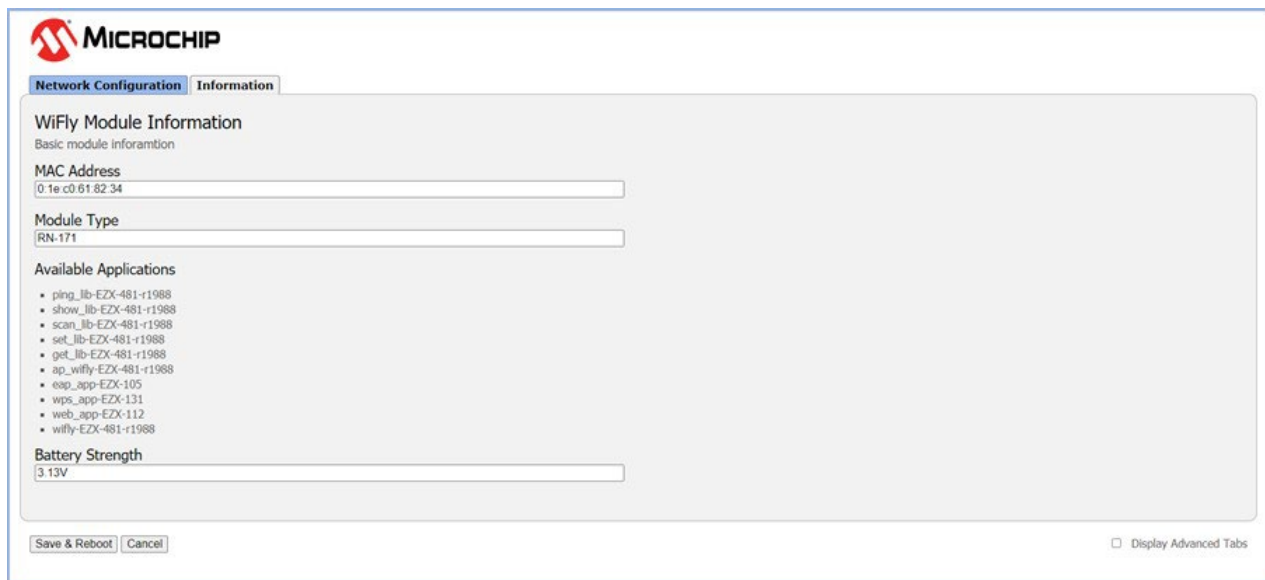 MICROCHIP
Network Configuration Information
WiFly Module Information
Basic module inforamtion
MAC Address
0:1e:c0:61:82:34
Module Type
RN-171
Available Applications
ping_lib-EZX-481-r1988
show_lib-EZX-481-r1988
scan_lib-EZX-481-r1988
set_lib-EZX-481-r1988
get_lib-EZX-481-r1988
ap_wifly-EZX-481-r1988
eap_app-EZX-105
wps_app-EZX-131
web_app-EZX-112
wifly-EZX-481-r1988
Battery Strength
3.13V
Save & Reboot Cancel Display Advanced Tabs